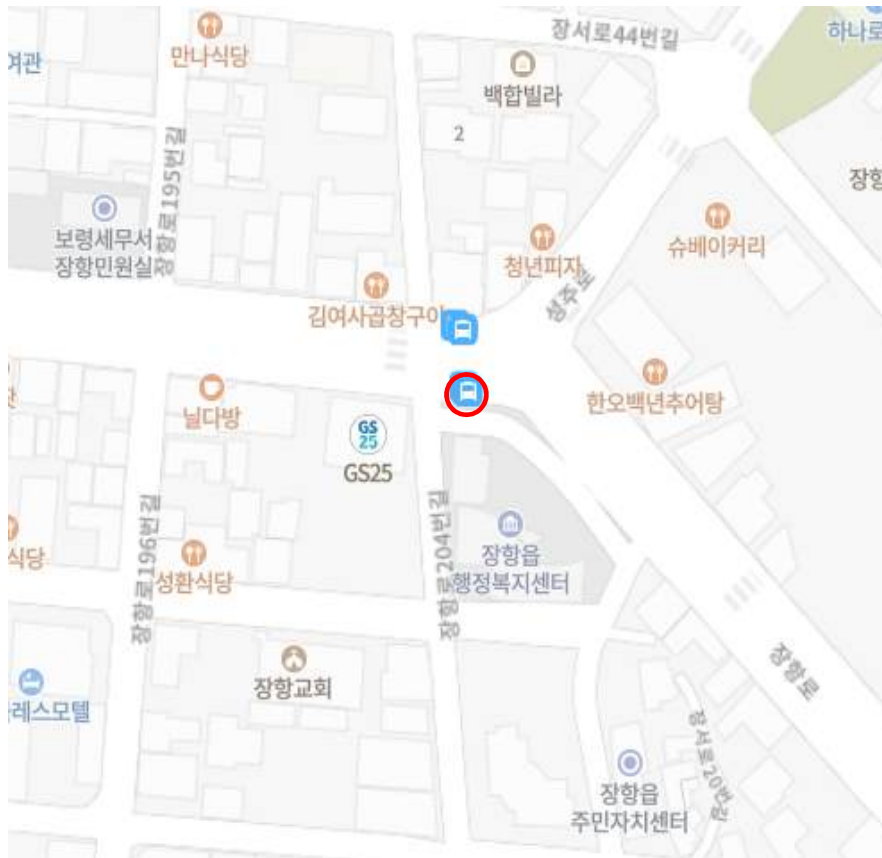 장서로44번길
하나로
만나식당
여관
백합빌라
2
장항로195번길
장항
보령세무서
장항민원실
청년피자
슈베이커리
성주로
김여사곱창구이
닐다방
한오백년추어탕
GS
25
GS25
장항로196번길
장항로204번길
식당
성환식당
장항읍
행정복지센터
장항교회
장항로
레스모텔
장서로20번길
장항읍
주민자치센터